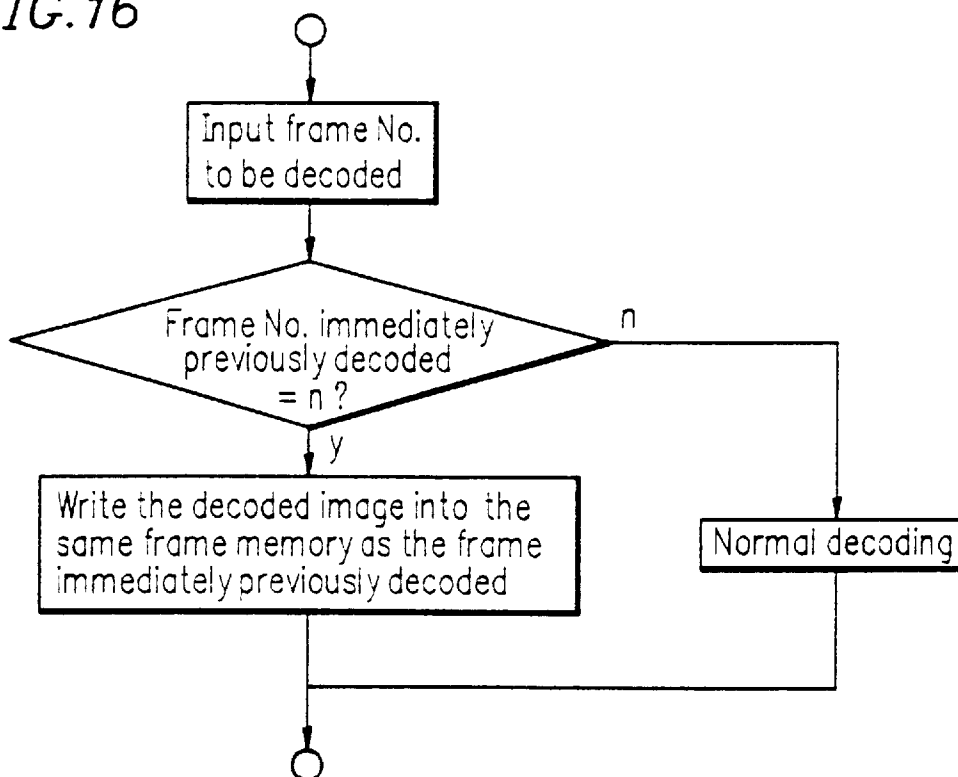 IG.16
Input frame No.
to be decoded
Frame No. immediately
previously decoded
= n ?
n
y
Write the decoded image into the
same frame memory as the frame
immediately previously decoded
Normal decoding